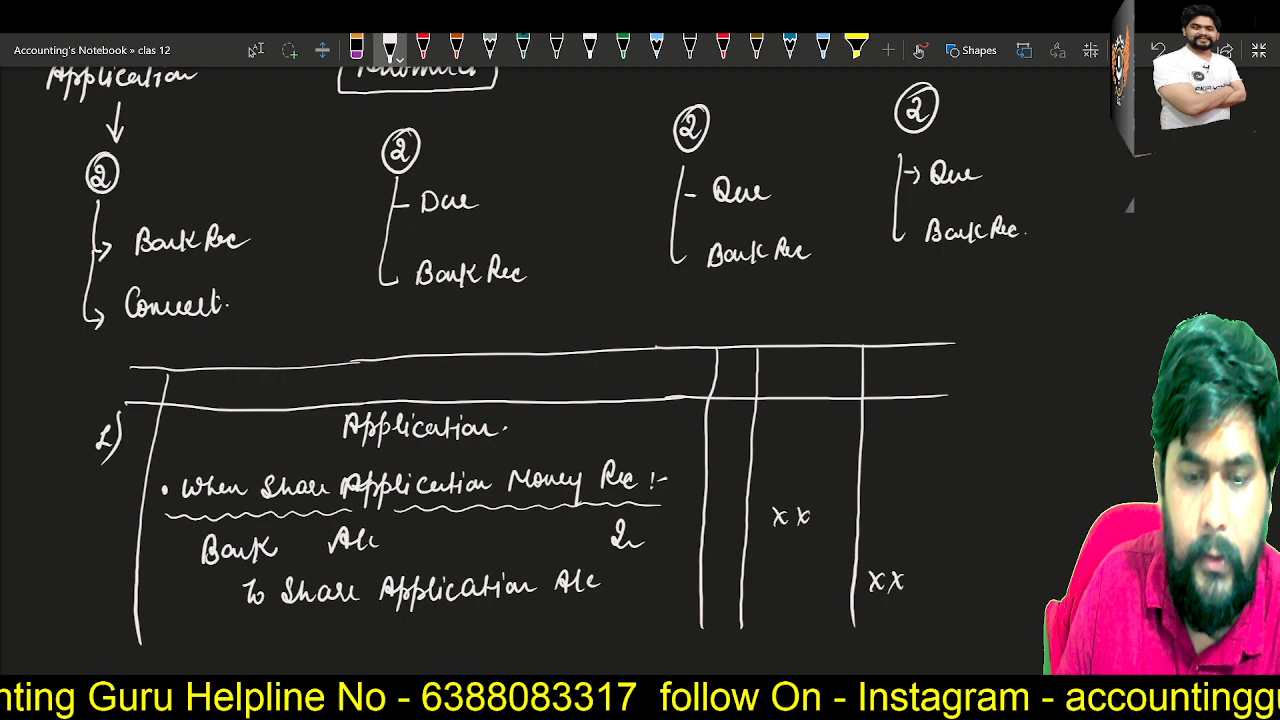 Accounting's Notebook » clas 12
Shapes
Application
2
2
2
2
Bank Rec
Convert.
Due
Bank Rec
Due
Bank Rec
Due
Bank Rec.
1)
Application.
• When Share Application Money Rec :-
Bank A/c Dr
To Share Application A/c
xx
xx
nting Guru Helpline No - 6388083317 follow On - Instagram - accountingg